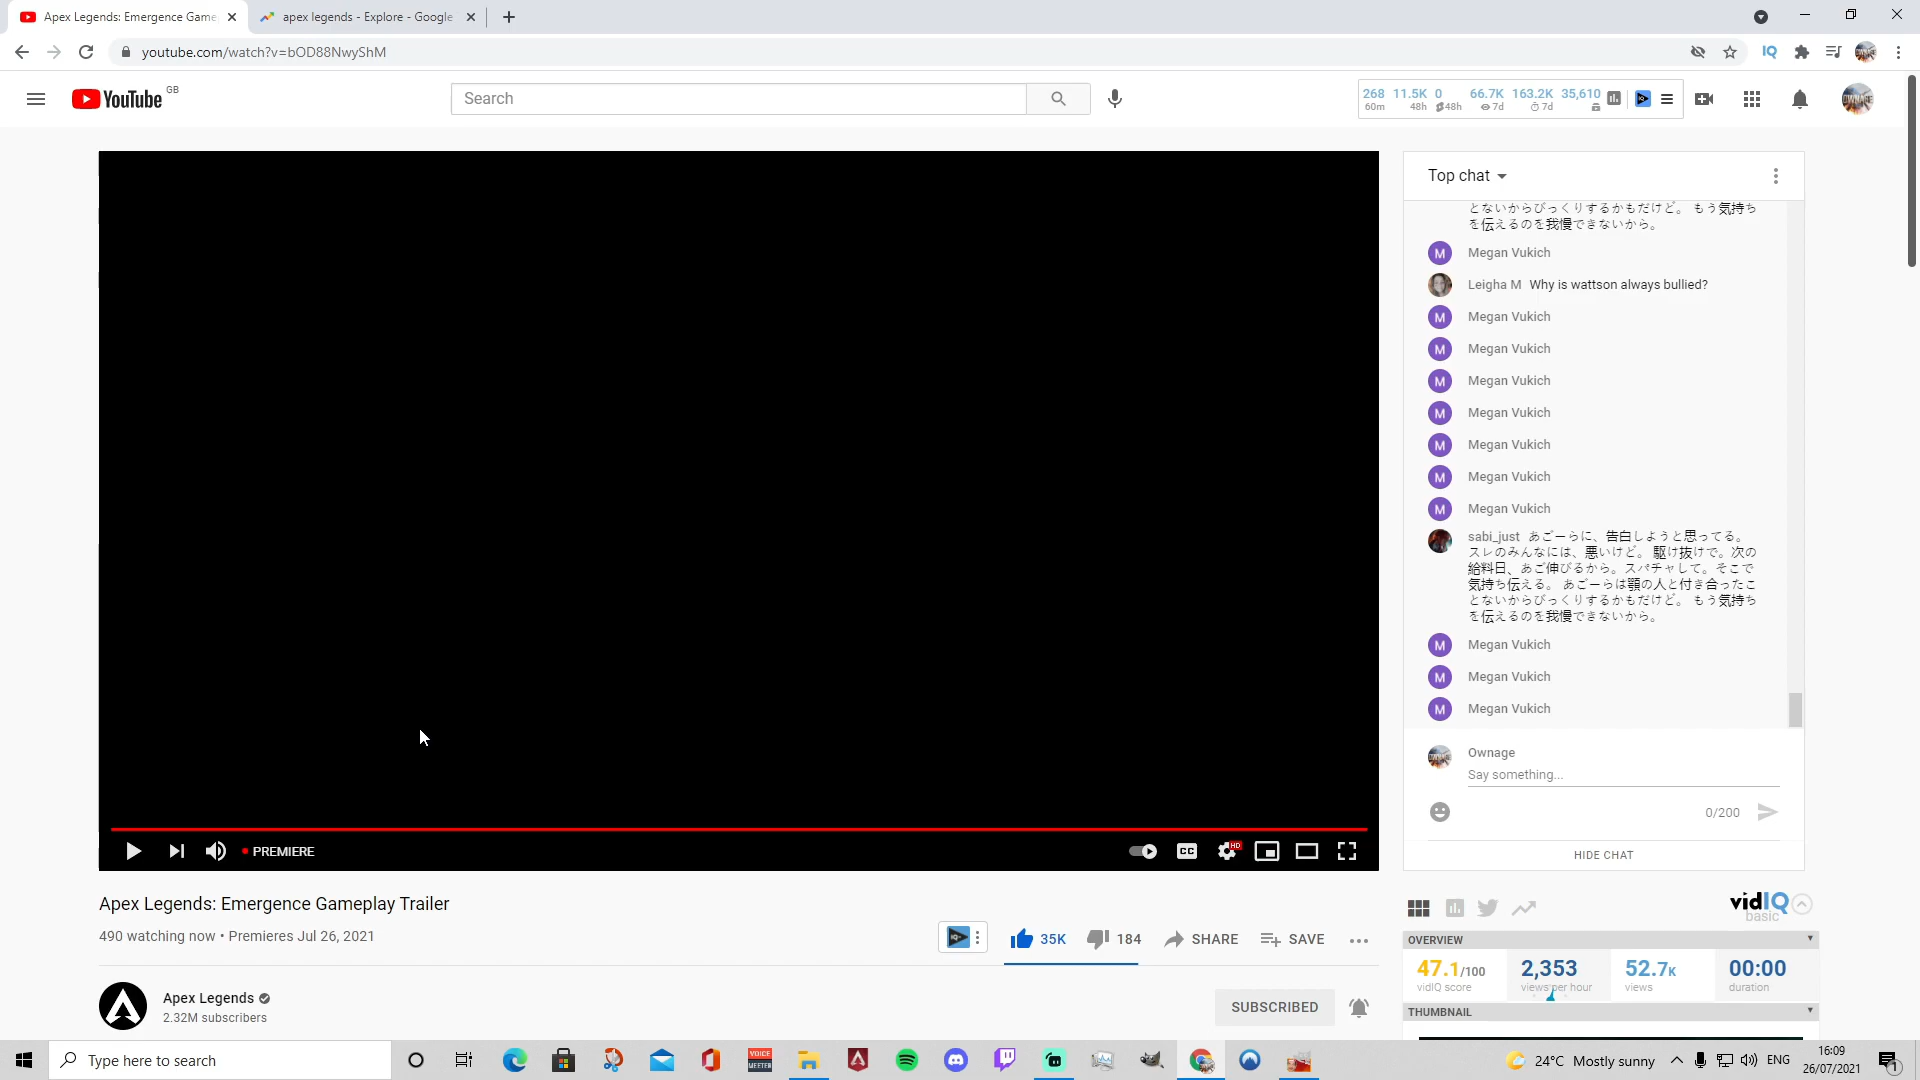 Apex Legends: Emergence Game
apex legends - Explore - Google
youtube.com/watch?v=bOD88NwyShM
IQ
YouTube GB
Search
268 11.5K 0 66.7K 163.2K 35,610
60m 48h 48h 7d 7d
Top chat
とないからびっくりするかもだけど。 もう気持ち
を伝えるのを我慢できないから。
Megan Vukich
Leigha M Why is wattson always bullied?
Megan Vukich
Megan Vukich
Megan Vukich
Megan Vukich
Megan Vukich
Megan Vukich
Megan Vukich
sabi_just あごーらに、告白しようと思ってる。
スレのみんなには、悪いけど。 駆け抜けで。次の
給料日、あご伸びるから。スパチャして。そこで
気持ち伝える。 あごーらは顎の人と付き合ったこ
とないからびっくりするかもだけど。 もう気持ち
を伝えるのを我慢できないから。
Megan Vukich
Megan Vukich
Megan Vukich
Ownage
Say something...
0/200
HIDE CHAT
PREMIERE
CC
HD
Apex Legends: Emergence Gameplay Trailer
490 watching now • Premieres Jul 26, 2021
35K 184 SHARE SAVE
Apex Legends
2.32M subscribers
SUBSCRIBED
vidIQ
basic
OVERVIEW
47.1/100 2,353 52.7K 00:00
vidIQ score views per hour views duration
THUMBNAIL
Type here to search
VOICE
MEETER
24°C Mostly sunny
ENG
16:09
26/07/2021
1